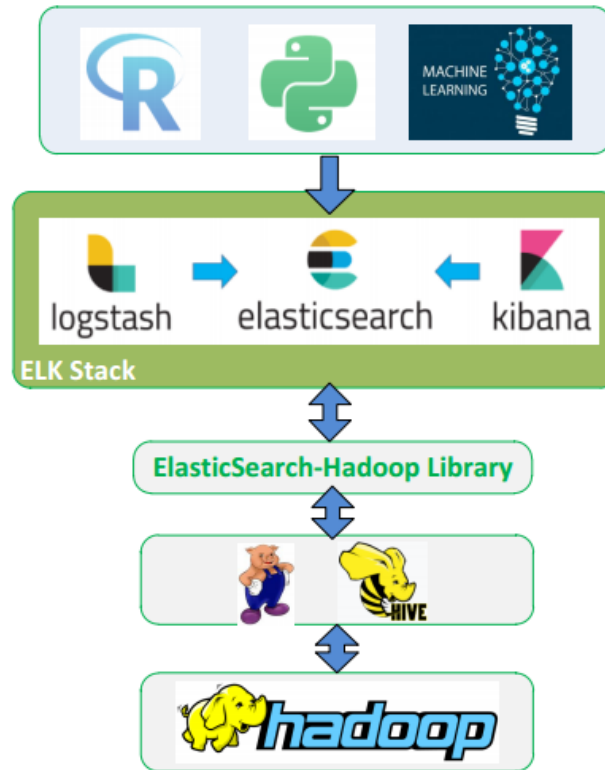 R
MACHINE
LEARNING
logstash
elasticsearch
kibana
ELK Stack
ElasticSearch-Hadoop Library
HIVE
hadoop